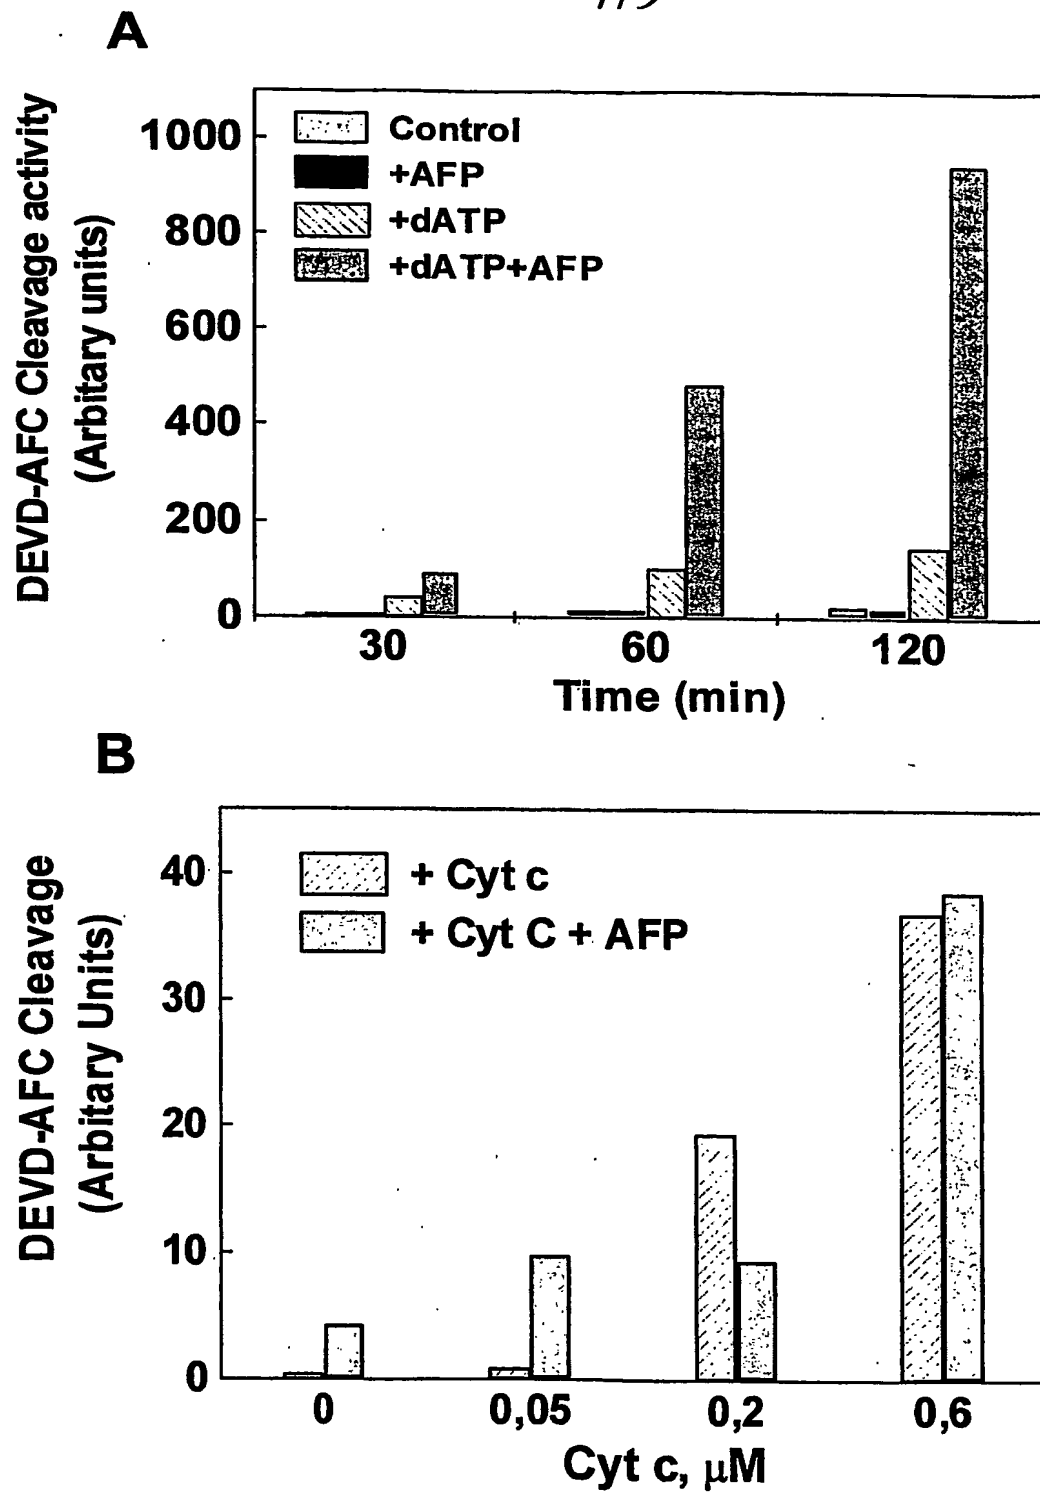 A
DEVD-AFC Cleavage activity
(Arbitary units)
1000
800
600
400
200
0
Control
+AFP
+dATP
+dATP+AFP
30 60 120
Time (min)
B
DEVD-AFC Cleavage
(Arbitary Units)
40
30
20
10
0
+ Cyt c
+ Cyt C + AFP
0 0,05 0,2 0,6
Cyt c, μM